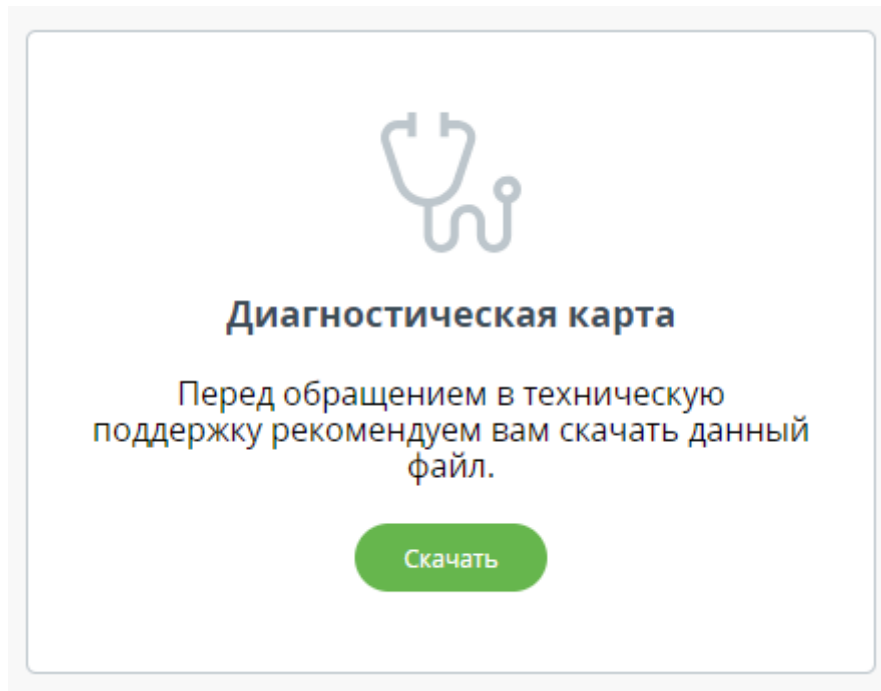 Диагностическая карта
Перед обращением в техническую
поддержку рекомендуем вам скачать данный
файл.
Скачать